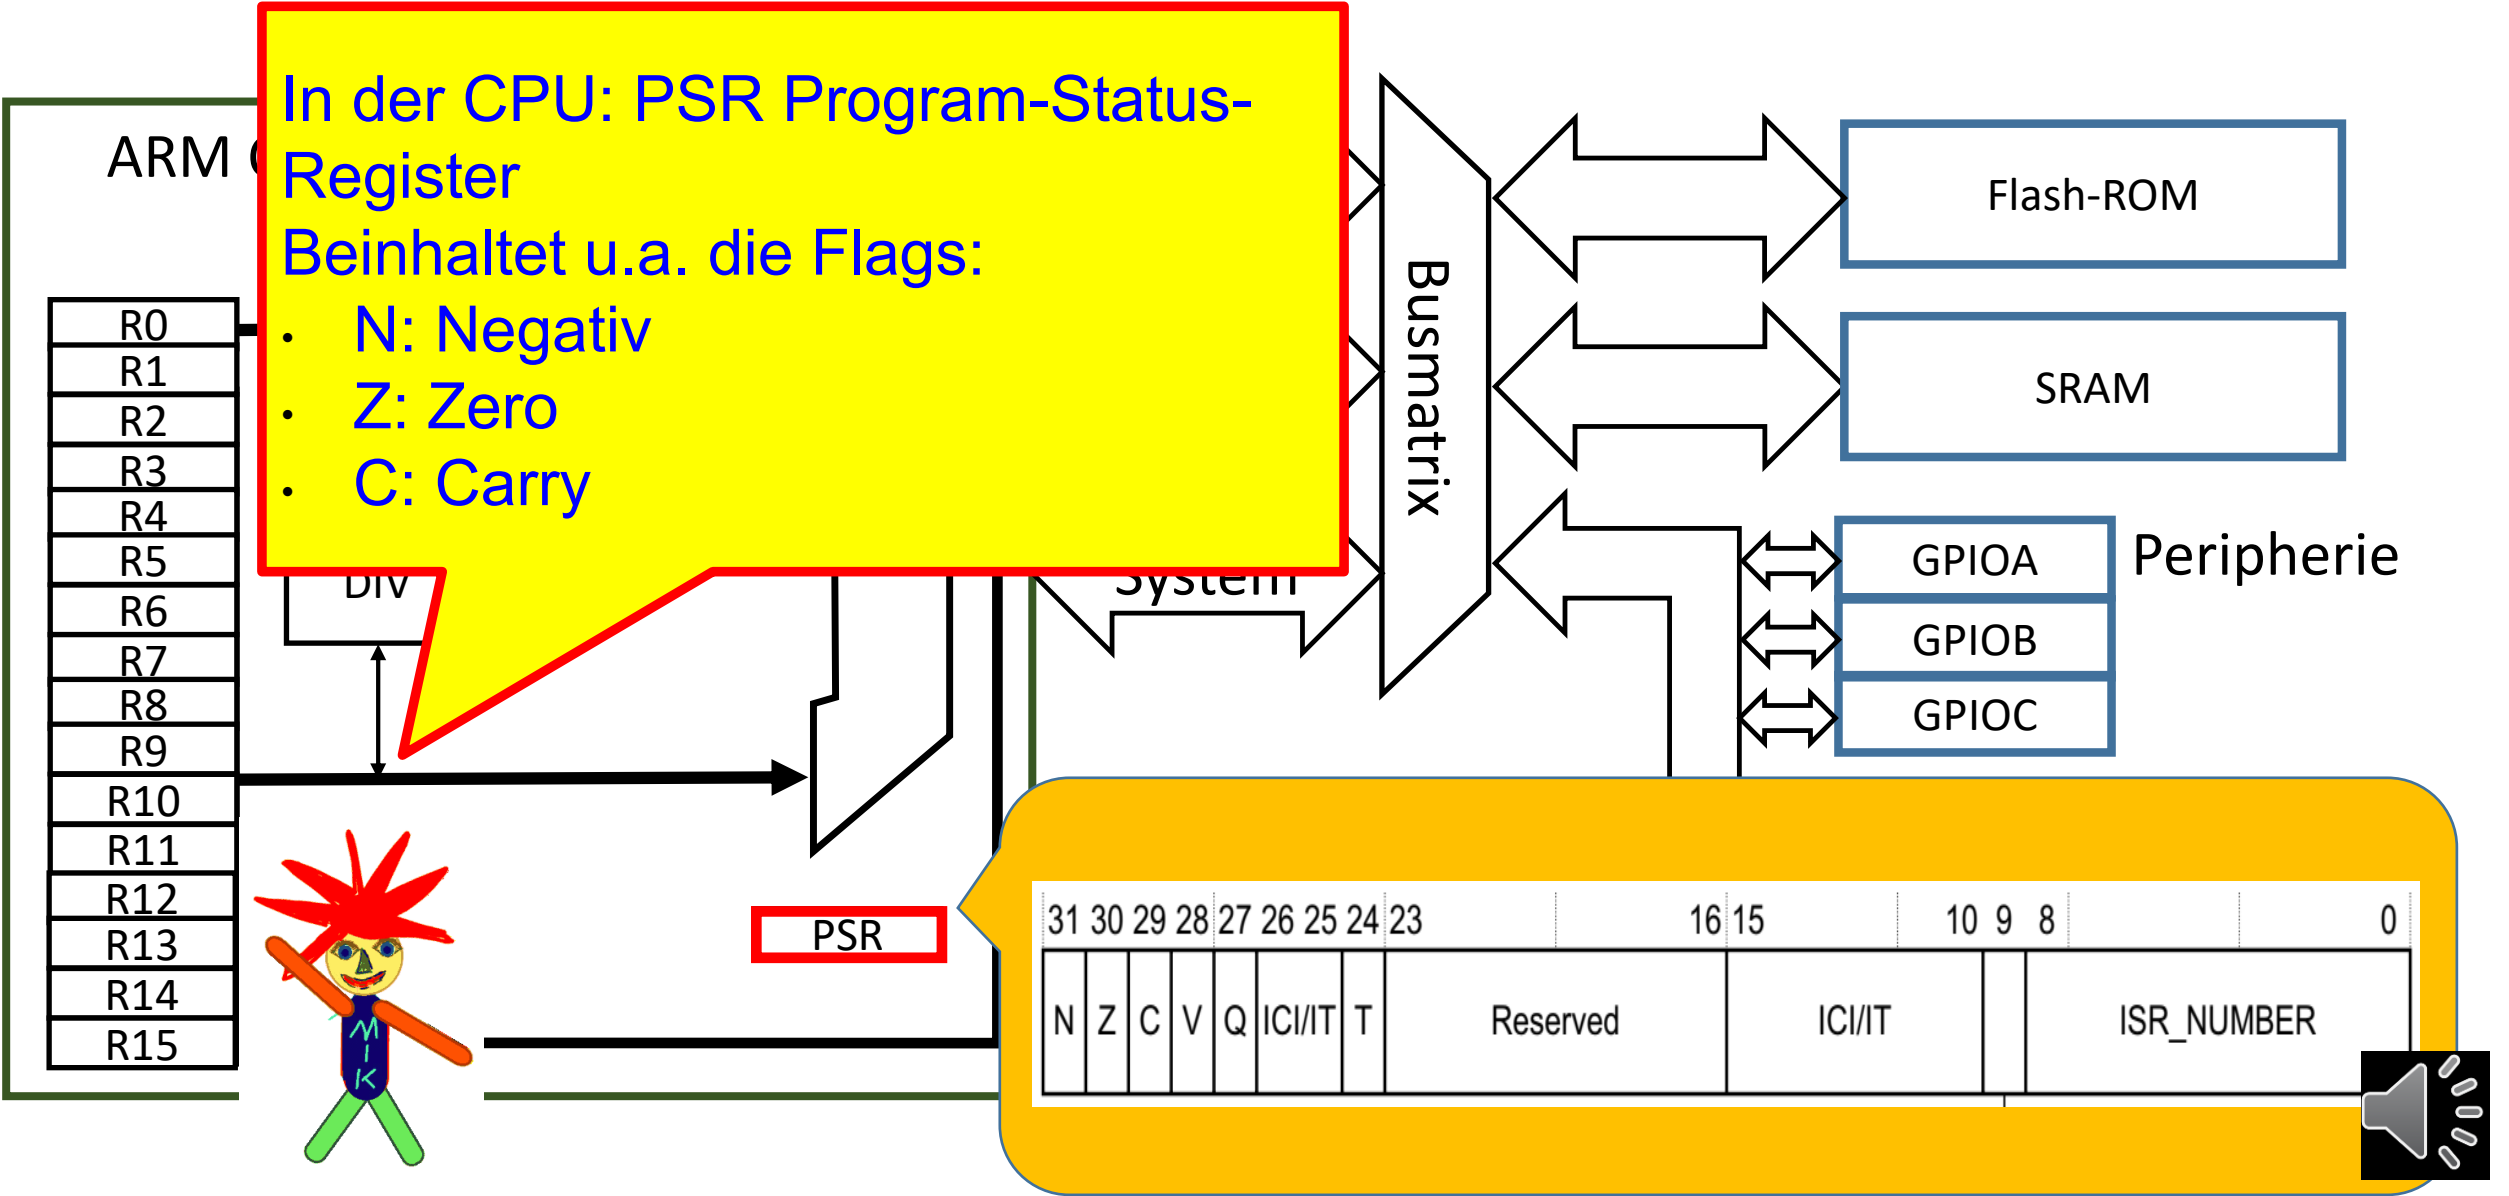 In der CPU: PSR Program-Status-
Register
Beinhaltet u.a. die Flags:
• N: Negativ
• Z: Zero
• C: Carry
ARM
R0
R1
R2
R3
R4
R5
R6
R7
R8
R9
R10
R11
R12
R13
R14
R15
DIV
System
Busmatrix
Flash-ROM
SRAM
Peripherie
GPIOA
GPIOB
GPIOC
PSR
MIK
31 30 29 28 27 26 25 24 23 16 15 10 9 8 0
N Z C V Q ICI/IT T Reserved ICI/IT ISR_NUMBER